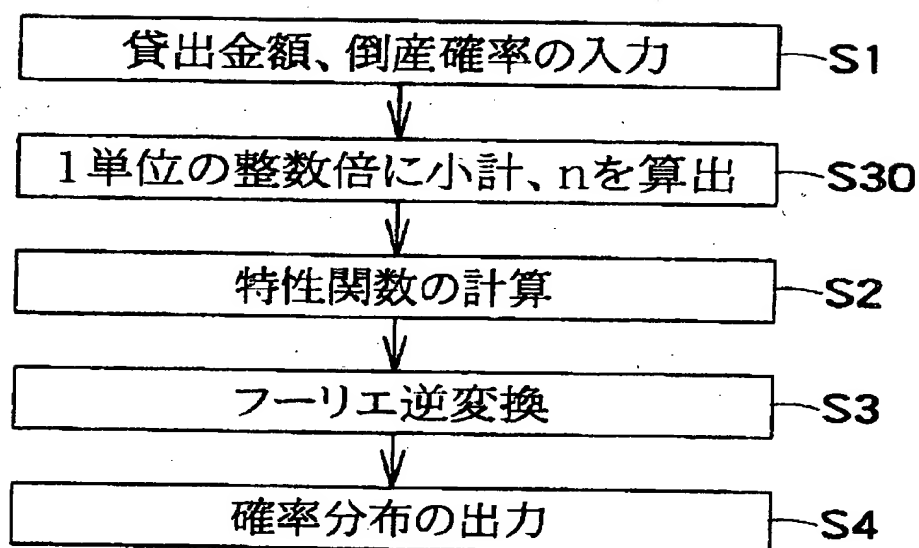 貸出金額、倒産確率の入力 S1
1単位の整数倍に小計、nを算出 S30
特性関数の計算 S2
フーリエ逆変換 S3
確率分布の出力 S4